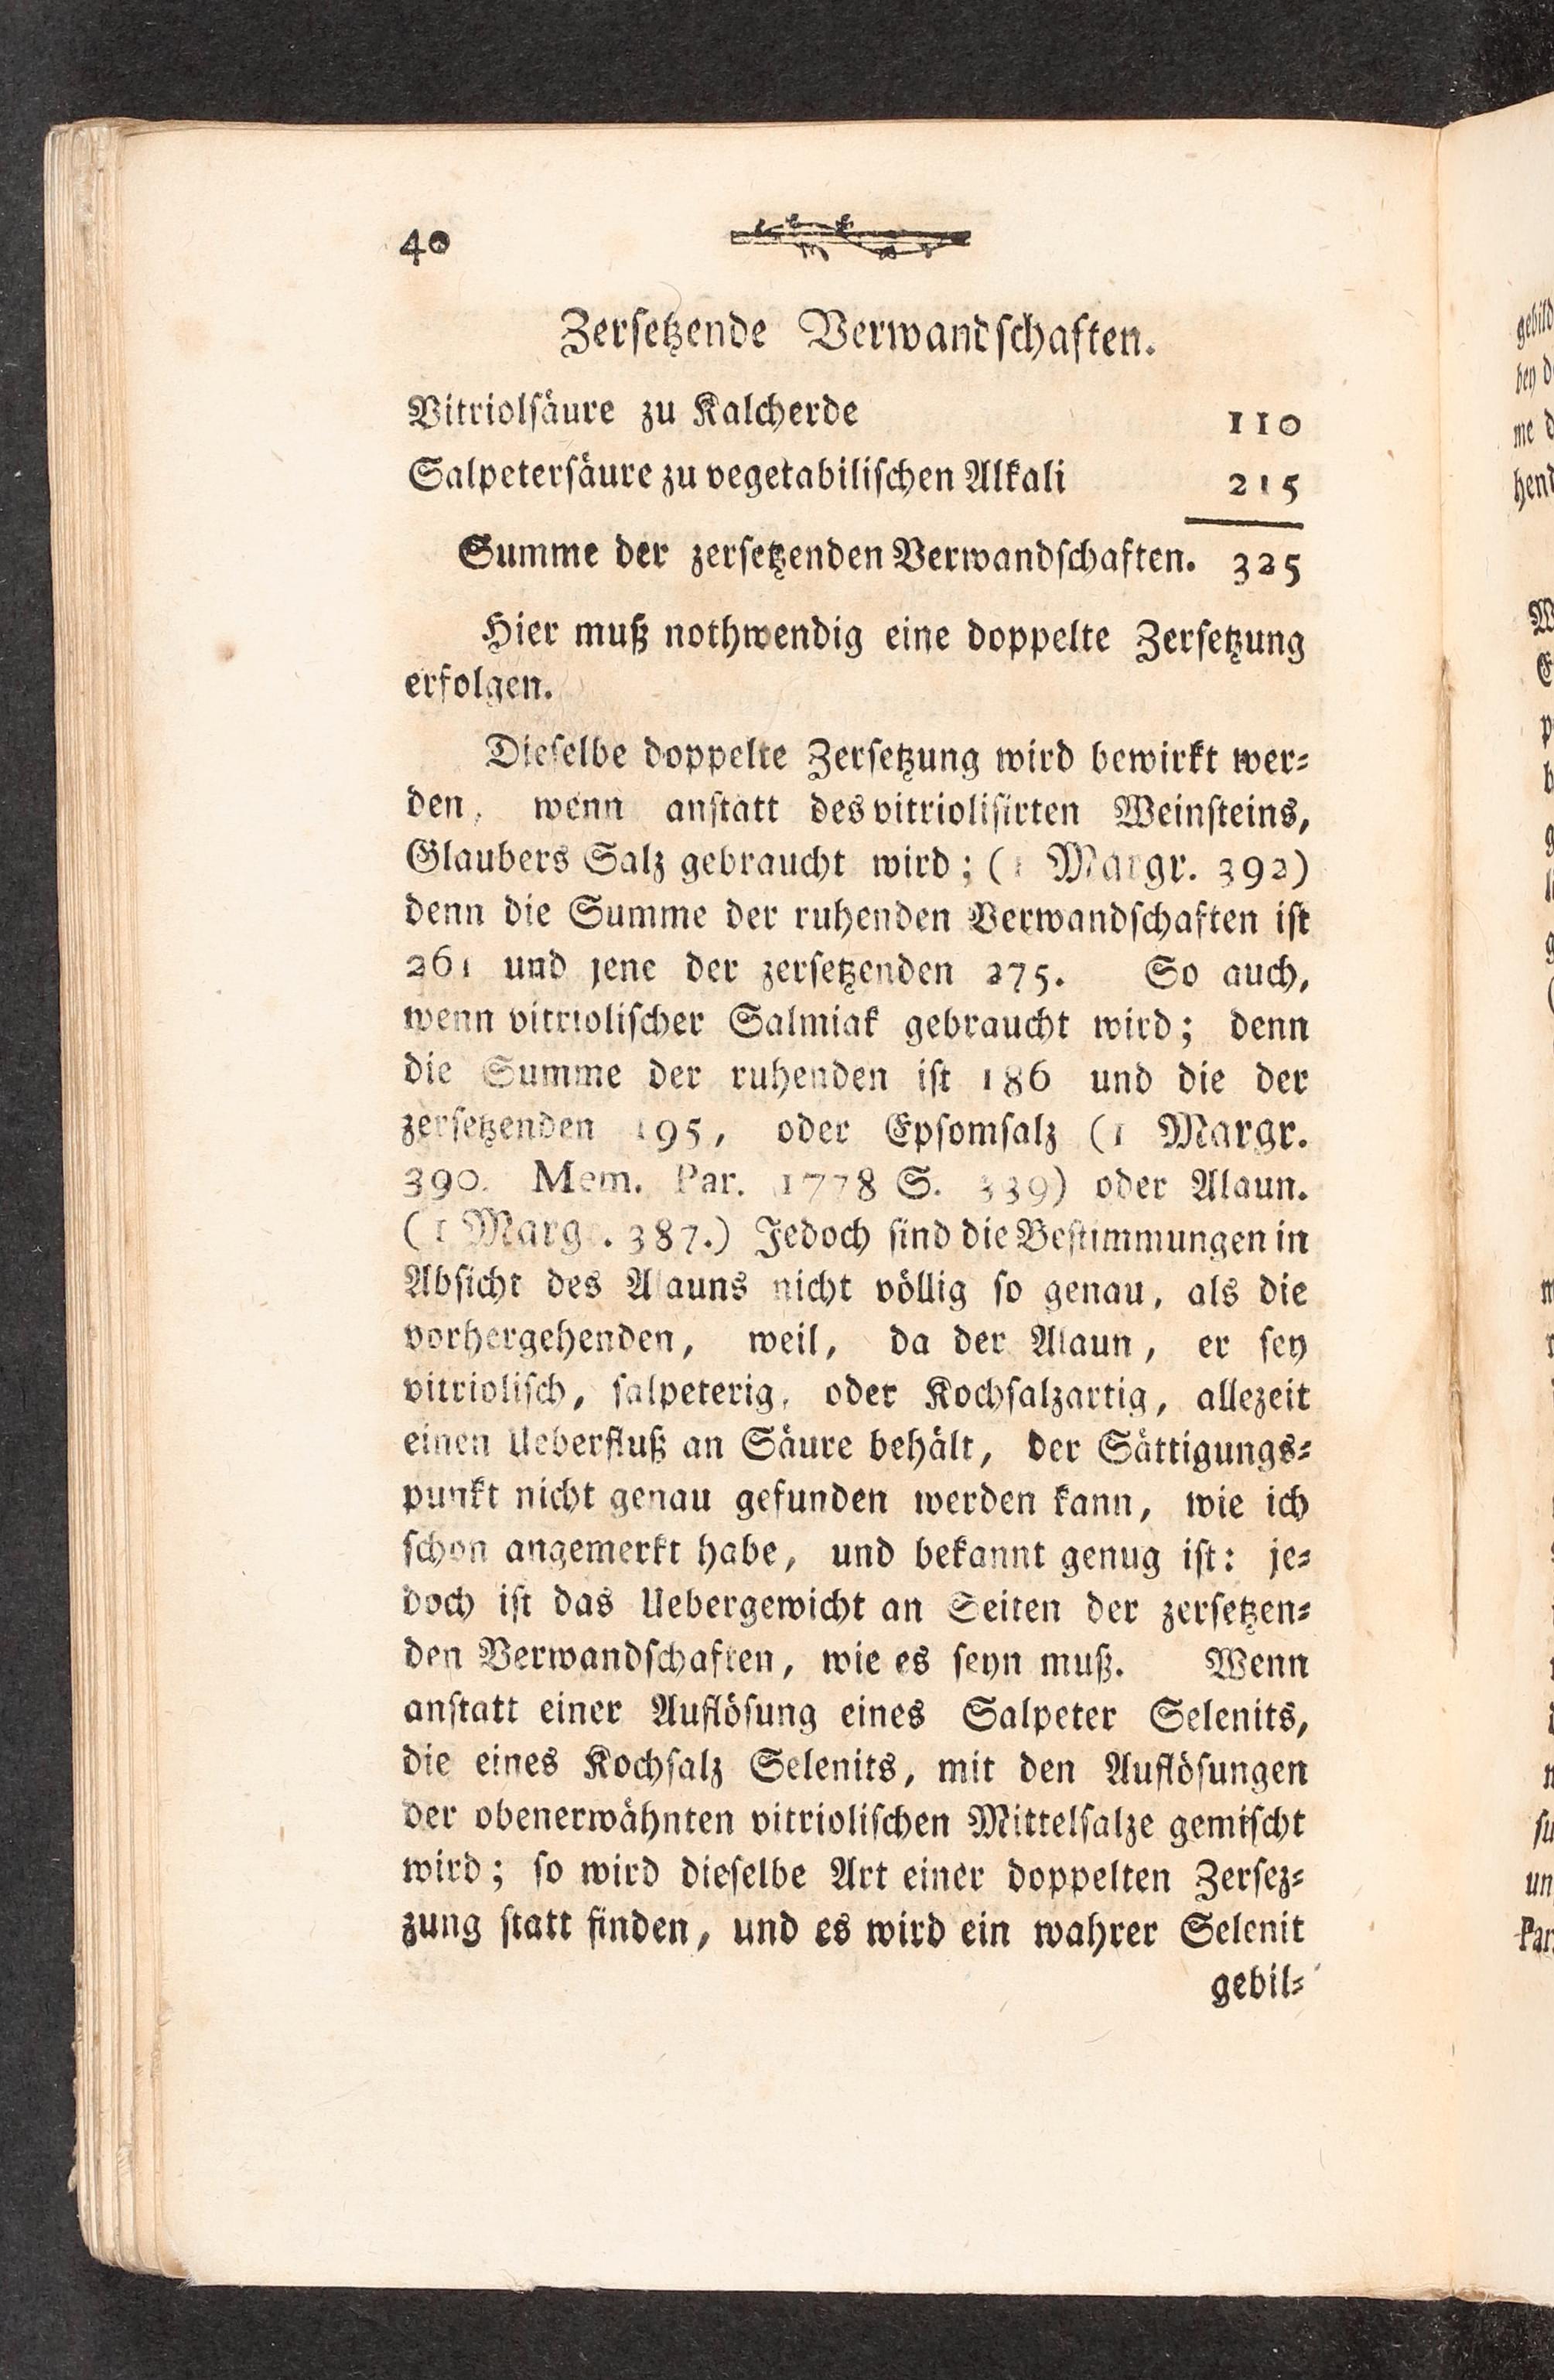 40
Zersetzende Verwandschaften.
Vitriolsäure zu Kalcherde 110
Salpetersäure zu vegetabilischen Alkali 215
Summe der zersetzenden Verwandschaften. 325
Hier muß nothwendig eine doppelte Zersetzung
erfolgen.
Dieselbe doppelte Zersetzung wird bewirkt wer-
den, wenn anstatt des vitriolisirten Weinsteins,
Glaubers Salz gebraucht wird; (1 Margr. 392)
denn die Summe der ruhenden Verwandschaften ist
261 und jene der zersetzenden 275. So auch,
wenn vitriolischer Salmiak gebraucht wird; denn
die Summe der ruhenden ist 186 und die der
zersetzenden 195, oder Epsomsalz (1 Margr.
390. Mem. Par. 1778 S. 339) oder Alaun.
(1 Margr. 387.) Jedoch sind die Bestimmungen in
Absicht des Alauns nicht völlig so genau, als die
vorhergehenden, weil, da der Alaun, er sey
vitriolisch, salpeterig, oder Kochsalzartig, allezeit
einen Ueberfluß an Säure behält, der Sättigungs-
punkt nicht genau gefunden werden kann, wie ich
schon angemerkt habe, und bekannt genug ist: je-
doch ist das Uebergewicht an Seiten der zersetzen-
den Verwandschaften, wie es seyn muß. Wenn
anstatt einer Auflösung eines Salpeter Selenits,
die eines Kochsalz Selenits, mit den Auflösungen
der obenerwähnten vitriolischen Mittelsalze gemischt
wird; so wird dieselbe Art einer doppelten Zersez-
zung statt finden, und es wird ein wahrer Selenit
gebil-